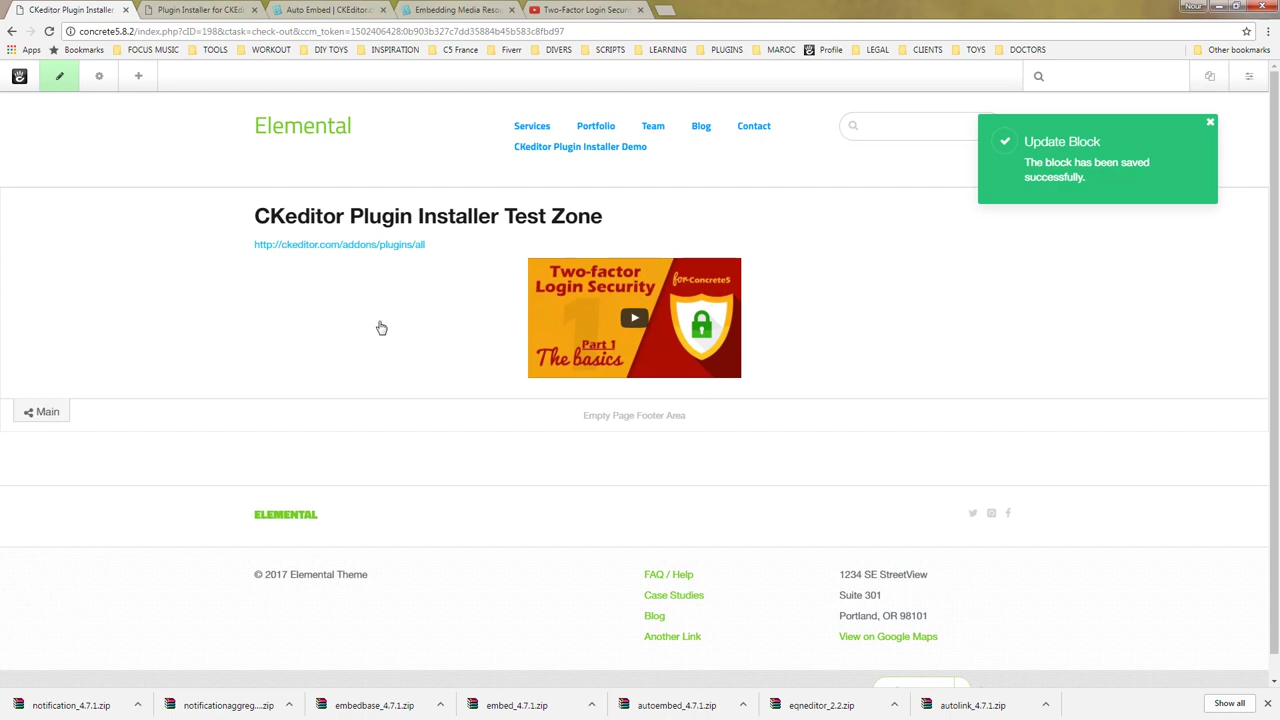 CKeditor Plugin Installer
Plugin Installer for CKEdi
Auto Embed | CKEditor.c
Embedding Media Resou
Two-Factor Login Securi
Nour
concrete5.8.2/index.php?cID=198&ctask=check-out&ccm_token=1502406428:0b903b327c7dd35884b45b583c8fbd97
Apps
Bookmarks
FOCUS MUSIC
TOOLS
WORKOUT
DIY TOYS
INSPIRATION
C5 France
Fiverr
DIVERS
SCRIPTS
LEARNING
PLUGINS
MAROC
Profile
LEGAL
CLIENTS
TOYS
DOCTORS
Other bookmarks
Elemental
Services
Portfolio
Team
Blog
Contact
CKeditor Plugin Installer Demo
Update Block
The block has been saved
successfully.
CKeditor Plugin Installer Test Zone
http://ckeditor.com/addons/plugins/all
Two-factor
Login Security
for Concrete5
1
Part 1
The basics
Main
Empty Page Footer Area
ELEMENTAL
© 2017 Elemental Theme
FAQ / Help
Case Studies
Blog
Another Link
1234 SE StreetView
Suite 301
Portland, OR 98101
View on Google Maps
notification_4.7.1.zip
notificationaggreg....zip
embedbase_4.7.1.zip
embed_4.7.1.zip
autoembed_4.7.1.zip
eqneditor_2.2.zip
autolink_4.7.1.zip
Show all